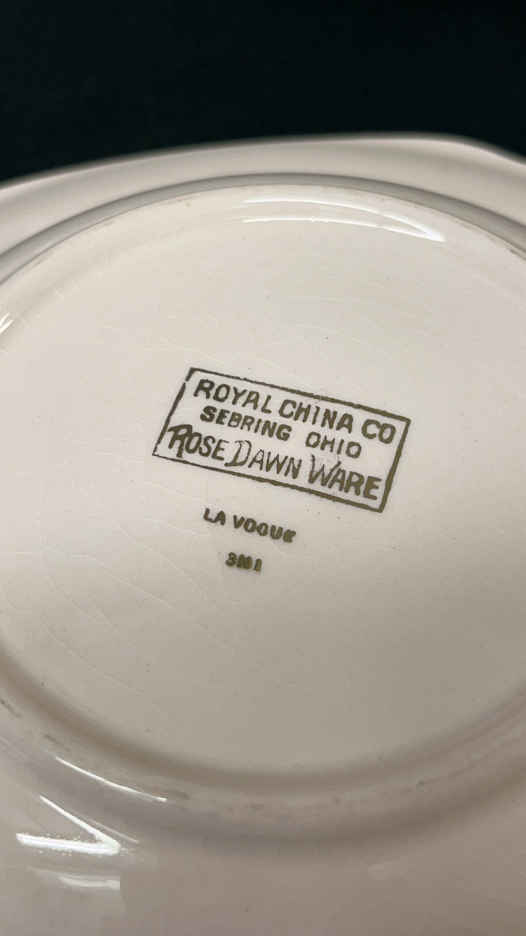 ROYAL CHINA CO
SEBRING OHIO
ROSE DAWN WARE
LA VOGUE